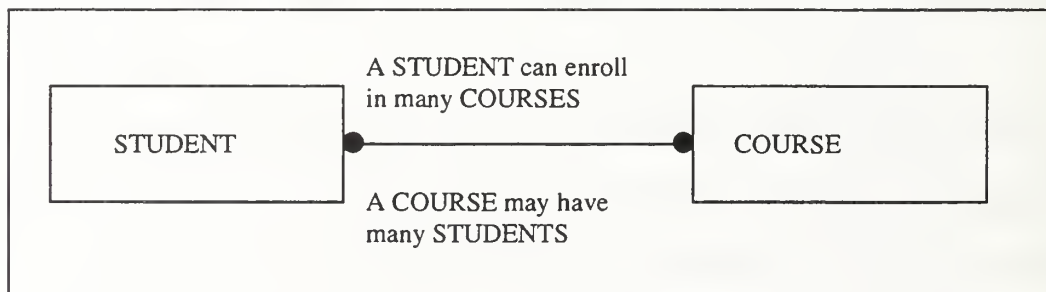 A STUDENT can enroll
in many COURSES
STUDENT
COURSE
A COURSE may have
many STUDENTS